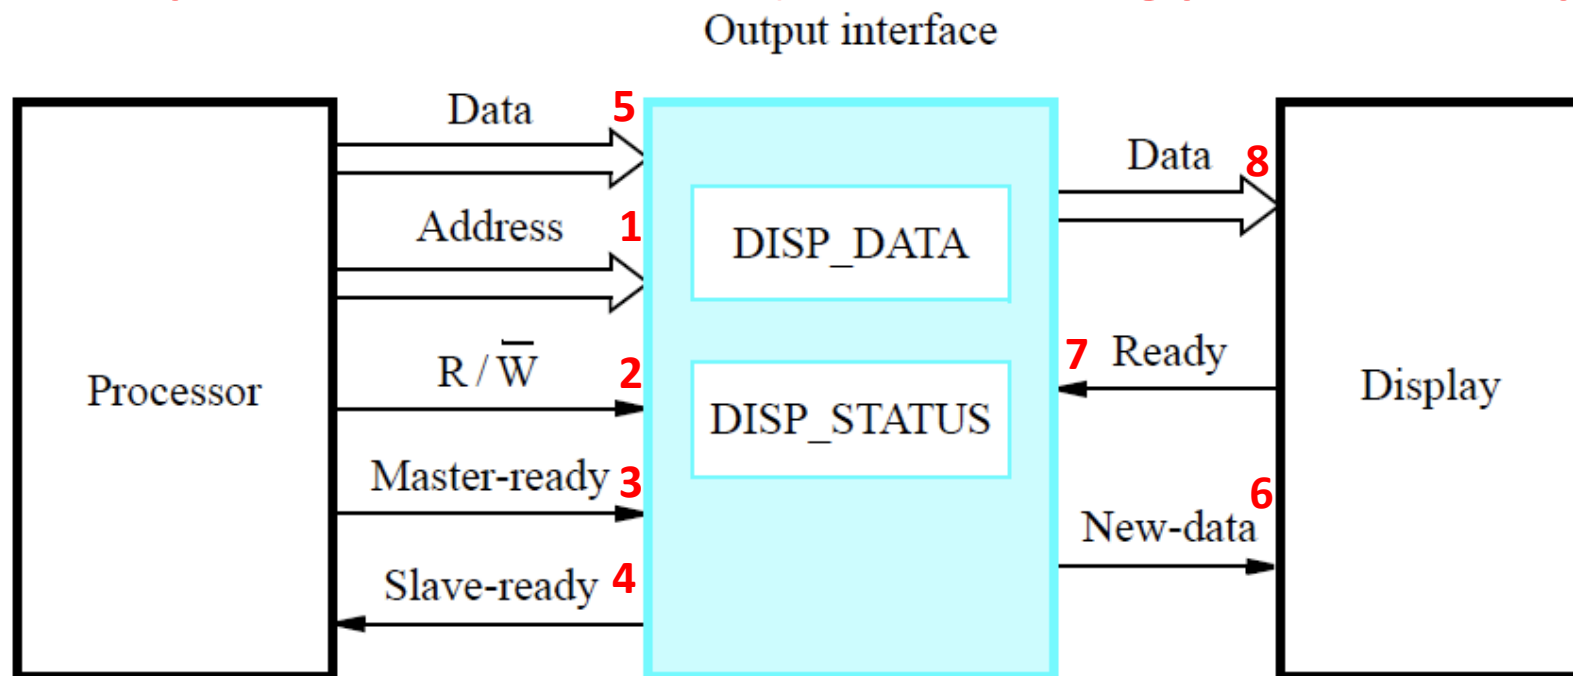 Output interface
Data 5
Address 1
R / W̅ 2
Master-ready 3
Slave-ready 4
Processor
DISP_DATA
DISP_STATUS
Data 8
7 Ready
6
New-data
Display